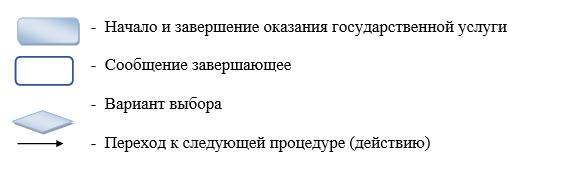 - Начало и завершение оказания государственной услуги
- Сообщение завершающее
- Вариант выбора
- Переход к следующей процедуре (действию)